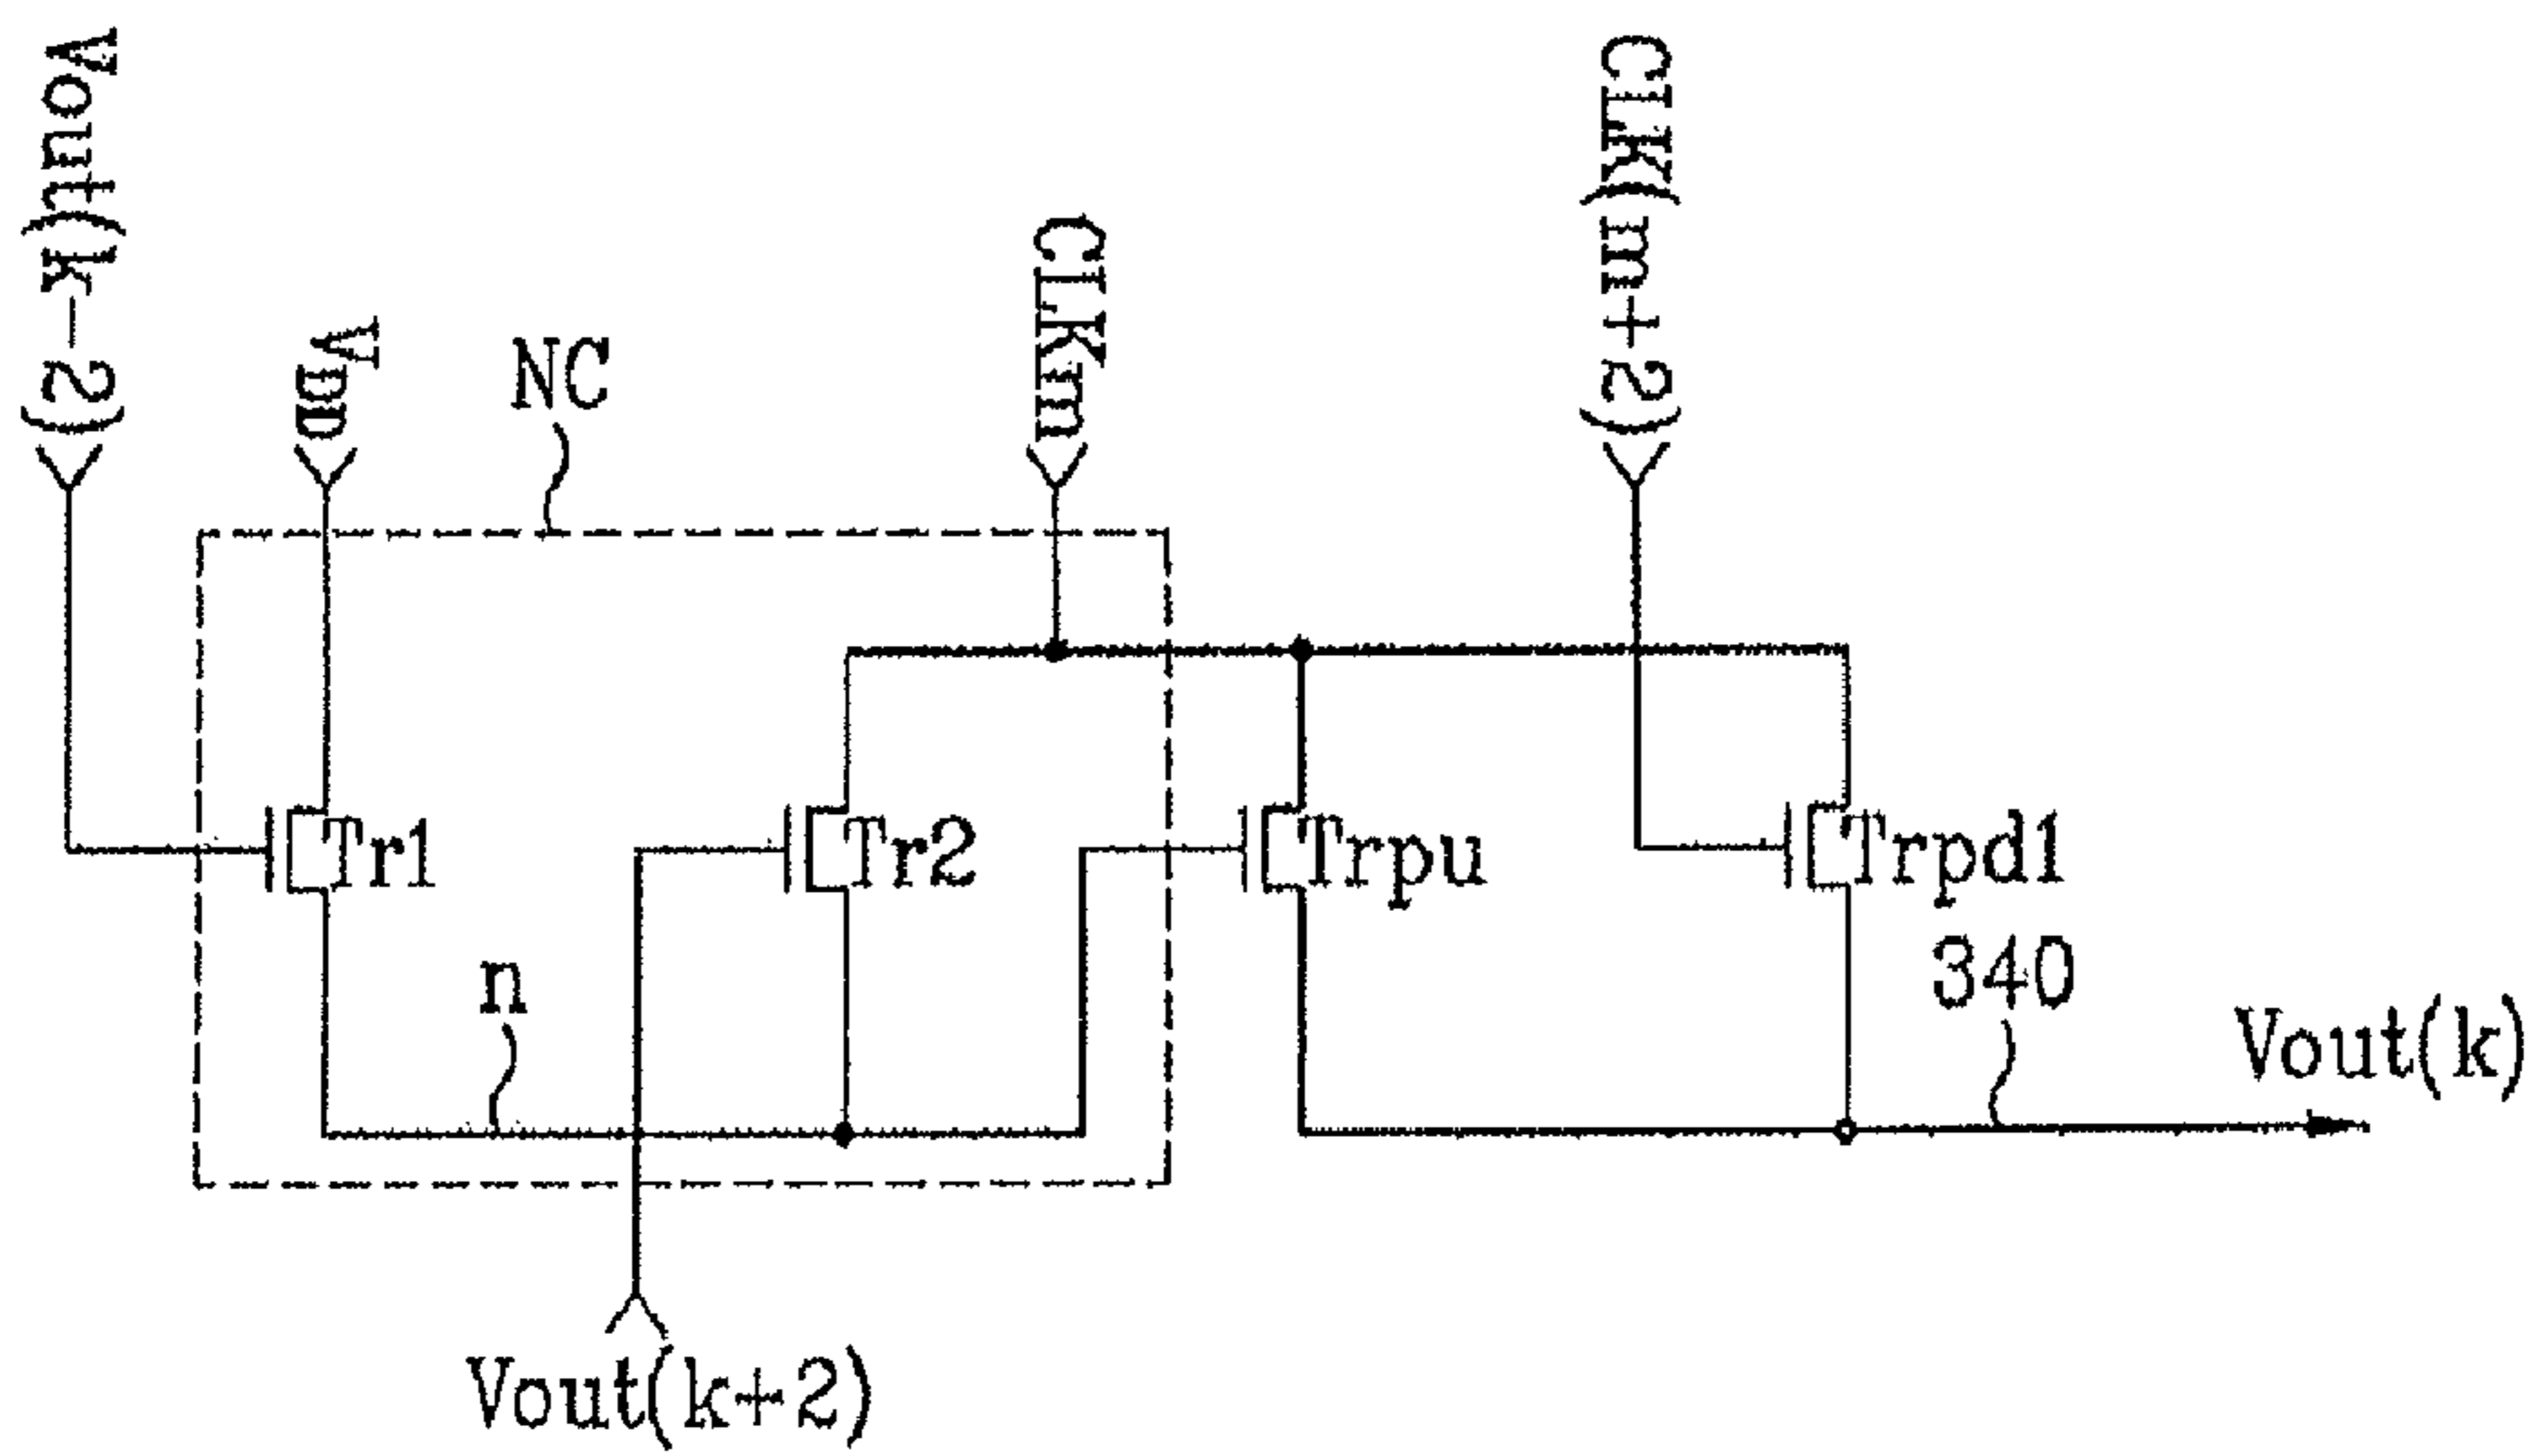 Vout(k-2)
VDD
NC
CLKm
CLK(m+2)
Tr1
Tr2
Trpu
Trpd1
n
340
Vout(k)
Vout(k+2)